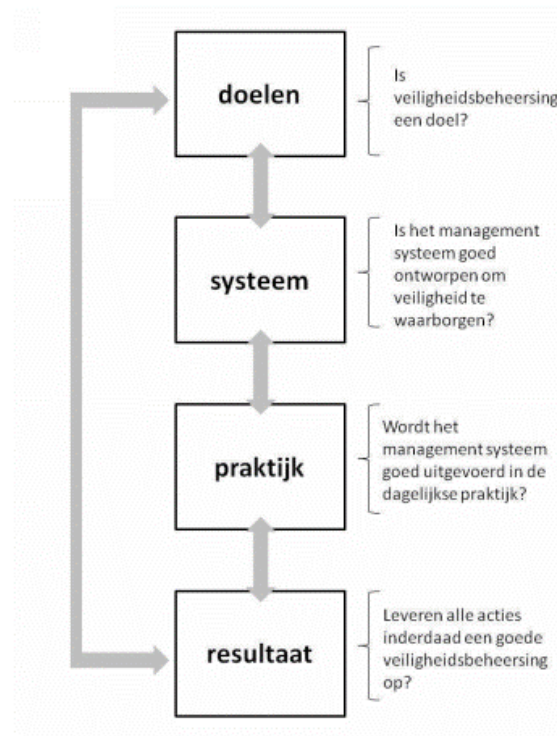 doelen
Is
veiligheidsbeheersing
een doel?
systeem
Is het management
systeem goed
ontworpen om
veiligheid te
waarborgen?
praktijk
Wordt het
management systeem
goed uitgevoerd in de
dagelijkse praktijk?
resultaat
Leveren alle acties
inderdaad een goede
veiligheidsbeheersing
op?